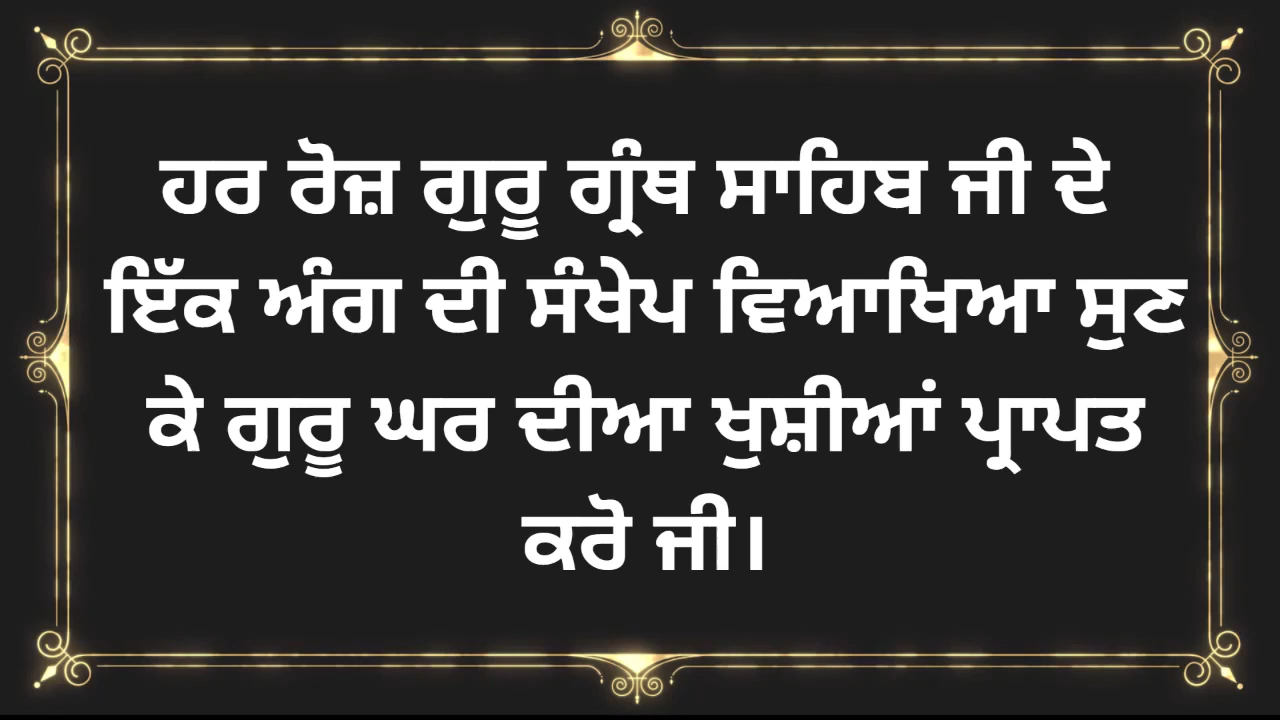 ਹਰ ਰੋਜ਼ ਗੁਰੂ ਗ੍ਰੰਥ ਸਾਹਿਬ ਜੀ ਦੇ
ਇੱਕ ਅੰਗ ਦੀ ਸੰਖੇਪ ਵਿਆਖਿਆ ਸੁਣ
ਕੇ ਗੁਰੂ ਘਰ ਦੀਆ ਖੁਸ਼ੀਆਂ ਪ੍ਰਾਪਤ
ਕਰੋ ਜੀ।